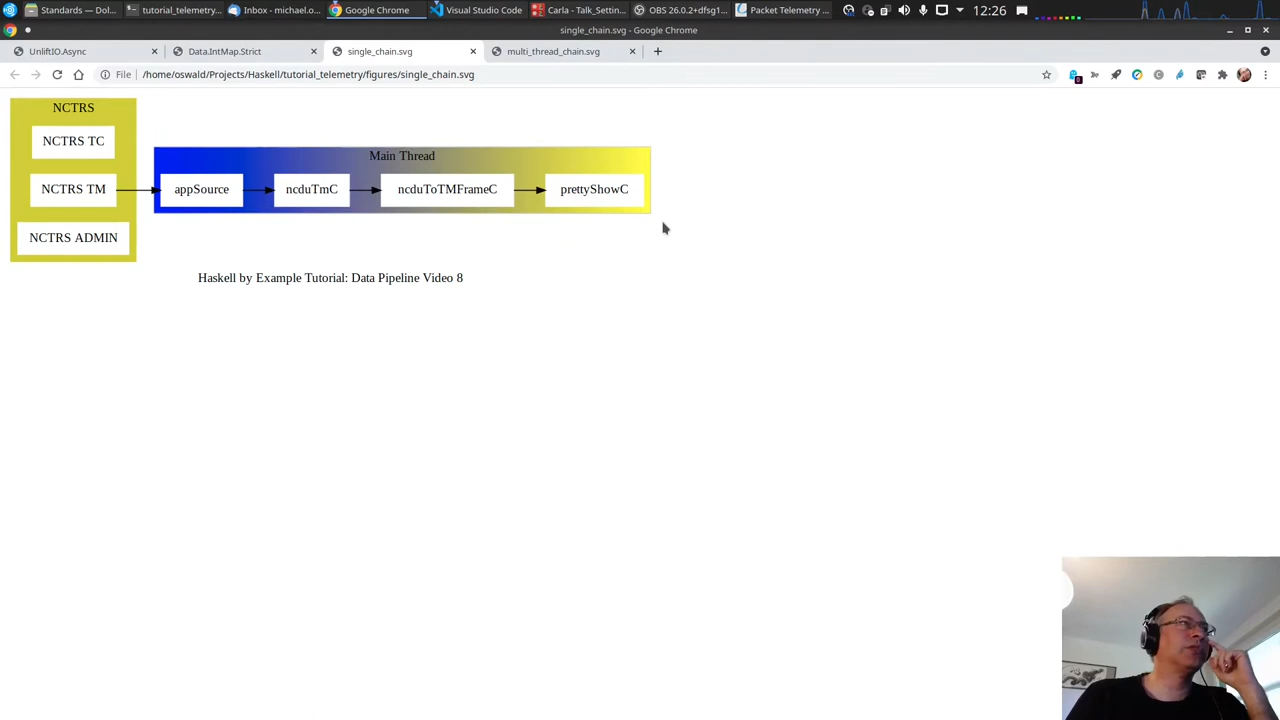 Standards — Dol...
tutorial_telemetry...
Inbox - michael.o...
Google Chrome
Visual Studio Code
Carla - Talk_Settin...
OBS 26.0.2+dfsg1...
Packet Telemetry ...
12:26
single_chain.svg - Google Chrome
UnliftIO.Async
Data.IntMap.Strict
single_chain.svg
multi_thread_chain.svg
File
/home/oswald/Projects/Haskell/tutorial_telemetry/figures/single_chain.svg
NCTRS
NCTRS TC
Main Thread
NCTRS TM
appSource
ncduTmC
ncduToTMFrameC
prettyShowC
NCTRS ADMIN
Haskell by Example Tutorial: Data Pipeline Video 8